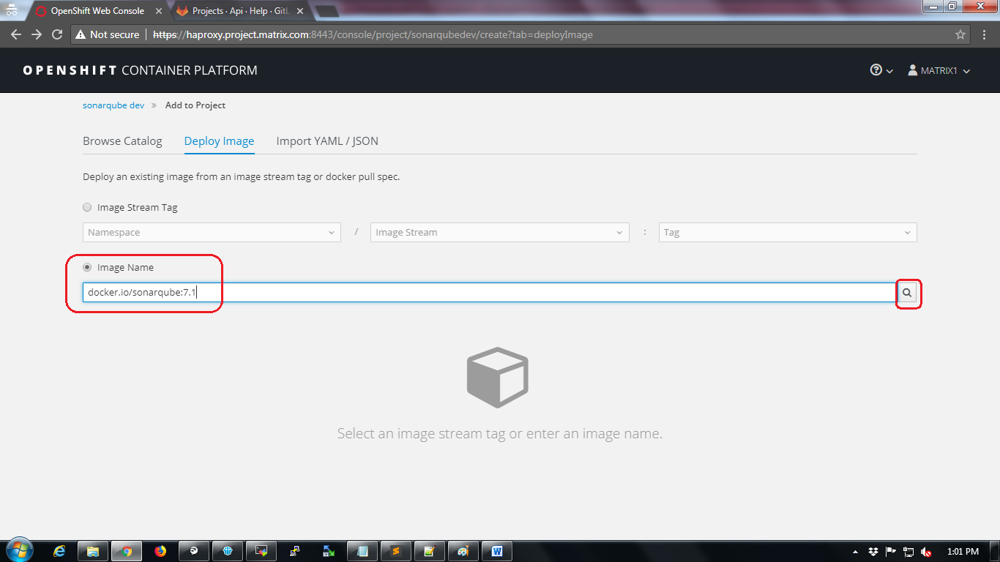 OpenShift Web Console
Projects · Api · Help · GitL
Not secure | https://haproxy.project.matrix.com:8443/console/project/sonarqubedev/create?tab=deployImage
OPENSHIFT CONTAINER PLATFORM
MATRIX1
sonarqube dev » Add to Project
Browse Catalog Deploy Image Import YAML / JSON
Deploy an existing image from an image stream tag or docker pull spec.
Image Stream Tag
Namespace / Image Stream : Tag
Image Name
docker.io/sonarqube:7.1
Select an image stream tag or enter an image name.
1:01 PM